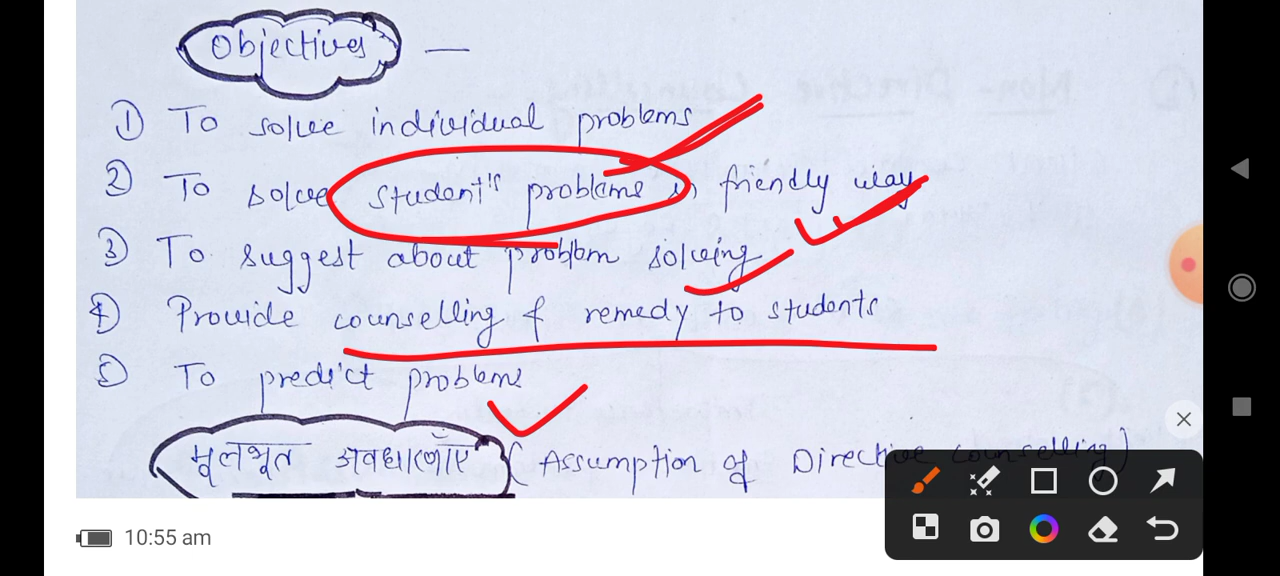 Objectives —
① To solve individual problems
② To solve student's problems in friendly way
③ To suggest about problem solving
④ Provide counselling & remedy to students
⑤ To predict problems
मूलभूत अवधारणाएँ (Assumption of Directive counselling)
10:55 am